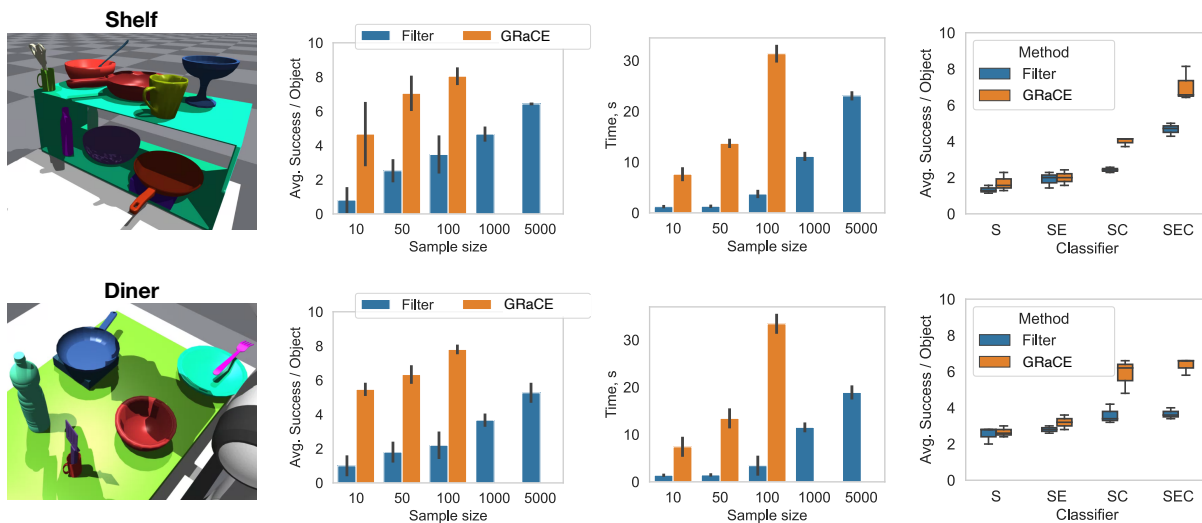 Shelf
Filter GRaCE
Avg. Success / Object
10
8
6
4
2
0
10 50 100 1000 5000
Sample size
Time, s
30
20
10
0
10 50 100 1000 5000
Sample size
Avg. Success / Object
10
8
6
4
2
0
Method
Filter
GRaCE
S SE SC SEC
Classifier
Diner
Filter GRaCE
Avg. Success / Object
10
8
6
4
2
0
10 50 100 1000 5000
Sample size
Time, s
30
20
10
0
10 50 100 1000 5000
Sample size
Avg. Success / Object
10
8
6
4
2
0
Method
Filter
GRaCE
S SE SC SEC
Classifier